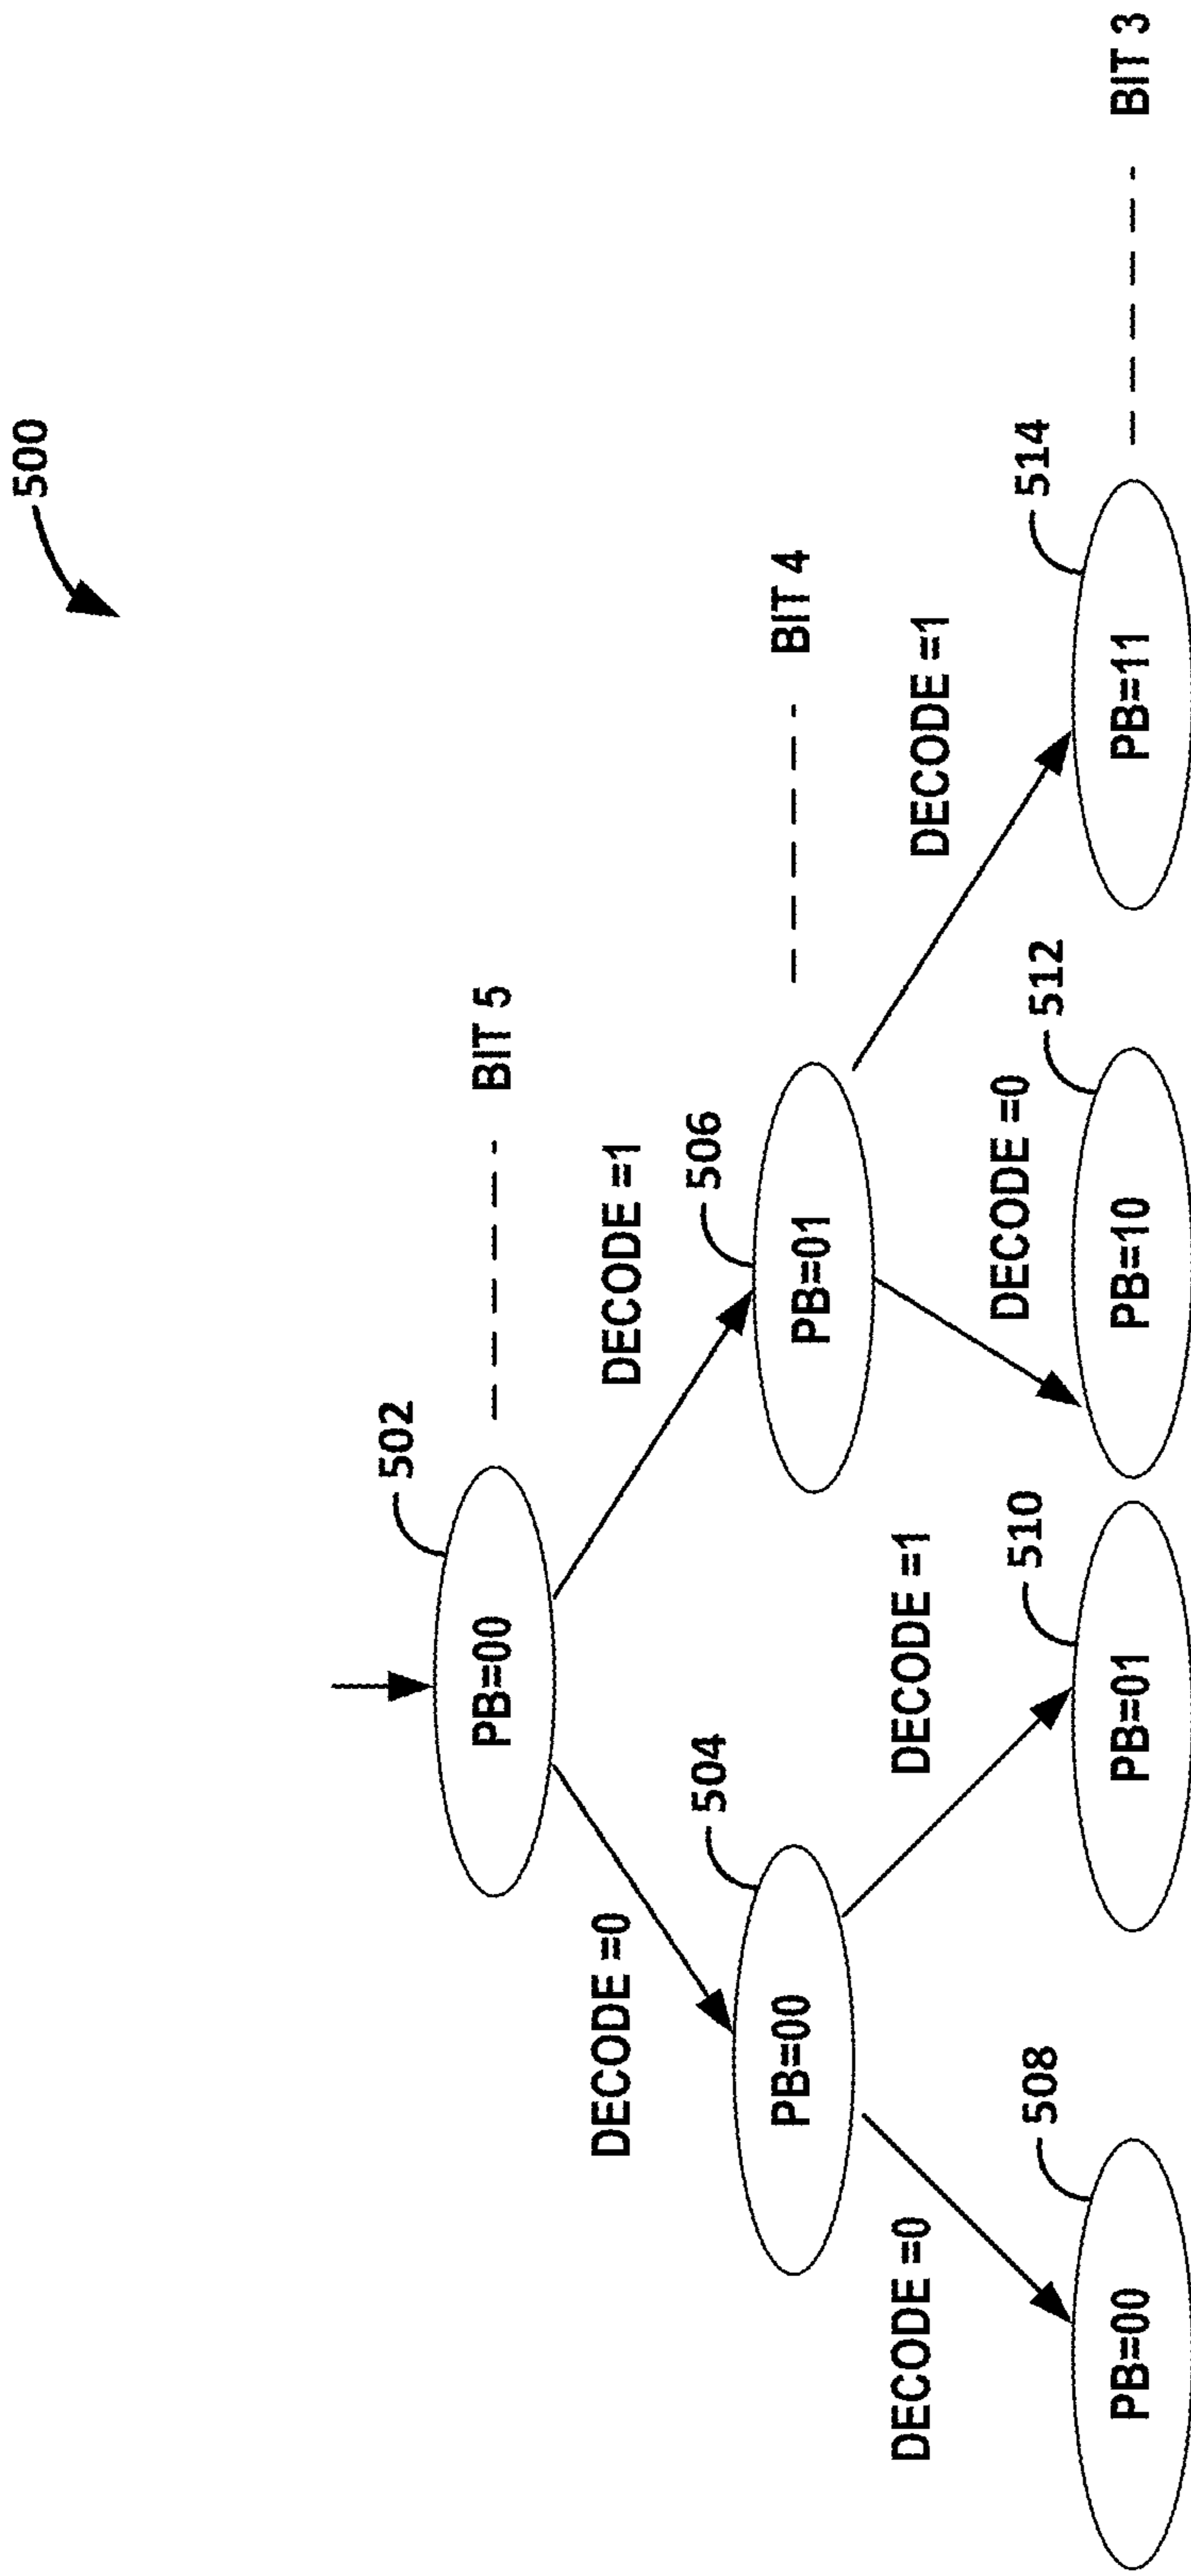 500
502
PB=00
BIT 5
DECODE =0
DECODE =1
504
506
PB=00
PB=01
BIT 4
DECODE =0
DECODE =1
DECODE =0
DECODE =1
508
510
512
514
PB=00
PB=01
PB=10
PB=11
BIT 3